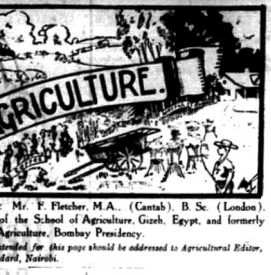 GRICULTURE.
: Mr. F. Fletcher, M.A., (Cantab), B. Sc. (London).
of the School of Agriculture, Gizeh, Egypt, and formerly
Agriculture, Bombay Presidency.
tended for this page should be addressed to Agricultural Editor,
dard, Nairobi.